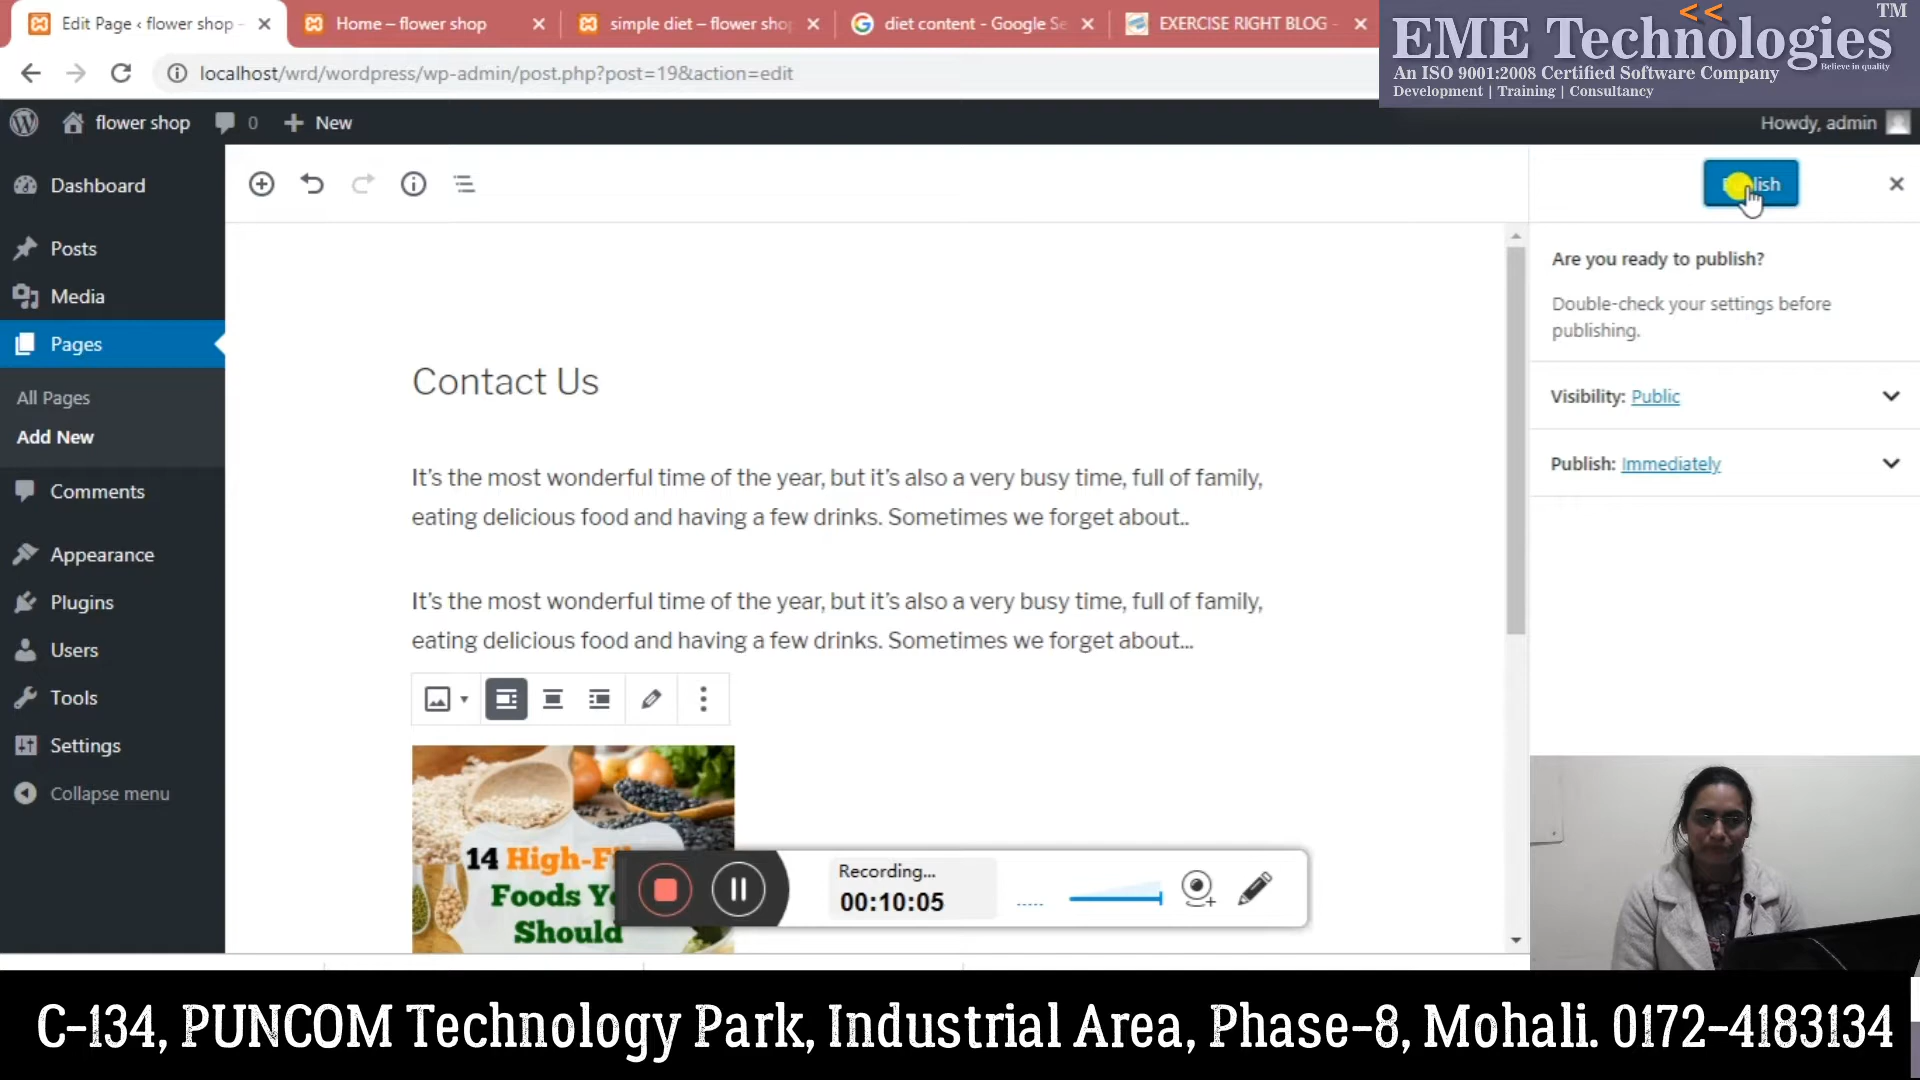 Edit Page ‹ flower shop –
Home – flower shop
simple diet – flower shop
diet content - Google Se
EXERCISE RIGHT BLOG -
EME Technologies TM
Believe in quality
An ISO 9001:2008 Certified Software Company
Development | Training | Consultancy
localhost/wrd/wordpress/wp-admin/post.php?post=19&action=edit
flower shop
0
New
Howdy, admin
Dashboard
Posts
Media
Pages
All Pages
Add New
Comments
Appearance
Plugins
Users
Tools
Settings
Collapse menu
Contact Us
It's the most wonderful time of the year, but it's also a very busy time, full of family,
eating delicious food and having a few drinks. Sometimes we forget about..
It's the most wonderful time of the year, but it's also a very busy time, full of family,
eating delicious food and having a few drinks. Sometimes we forget about...
14 High-Fi
Foods Yo
Should
Recording...
00:10:05
Are you ready to publish?
Double-check your settings before
publishing.
Visibility: Public
Publish: Immediately
C-134, PUNCOM Technology Park, Industrial Area, Phase-8, Mohali. 0172-4183134